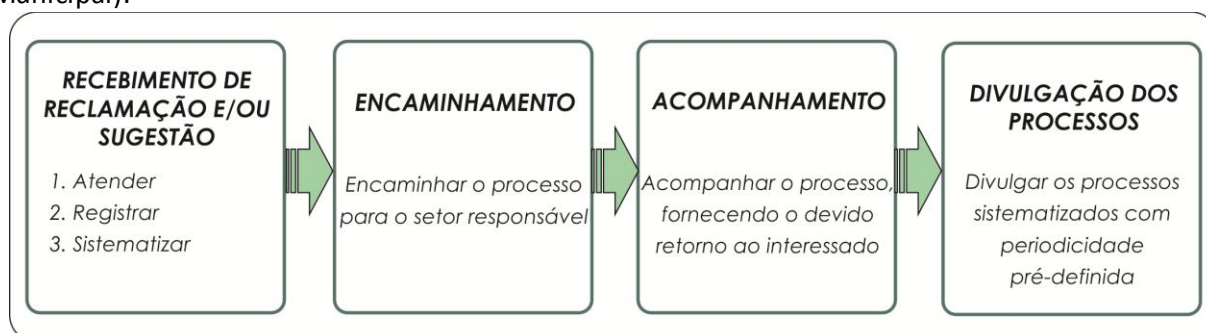 RECEBIMENTO DE
RECLAMAÇÃO E/OU
SUGESTÃO
1. Atender
2. Registrar
3. Sistematizar
ENCAMINHAMENTO
Encaminhar o processo
para o setor responsável
ACOMPANHAMENTO
Acompanhar o processo,
fornecendo o devido
retorno ao interessado
DIVULGAÇÃO DOS
PROCESSOS
Divulgar os processos
sistematizados com
periodicidade
pré-definida